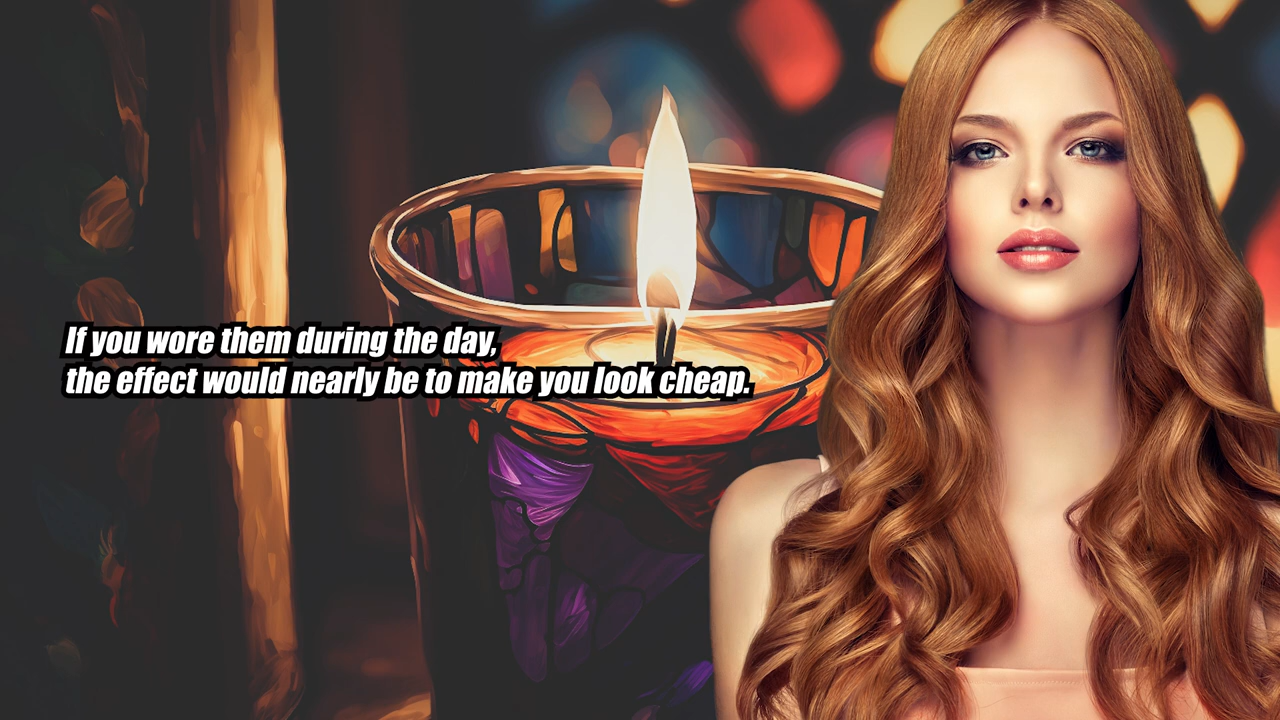 If you wore them during the day,
the effect would nearly be to make you look cheap.